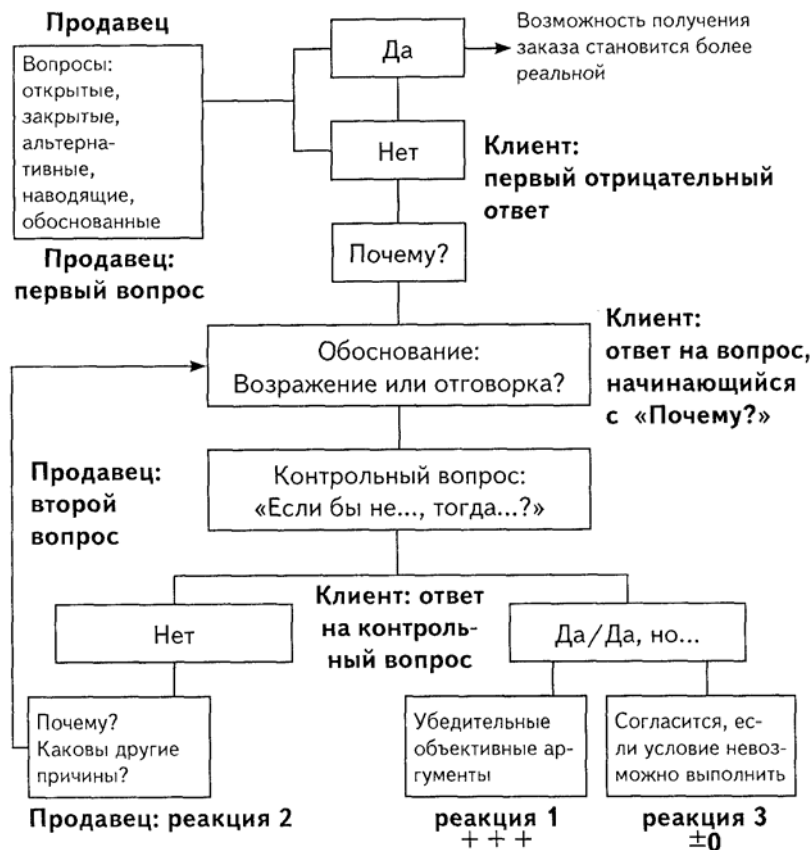 Продавец
Вопросы:
открытые,
закрытые,
альтерна-
тивные,
наводящие,
обоснованные
Продавец:
первый вопрос
Да
Возможность получения
заказа становится более
реальной
Нет
Клиент:
первый отрицательный
ответ
Почему?
Обоснование:
Возражение или отговорка?
Клиент:
ответ на вопрос,
начинающийся
с «Почему?»
Продавец:
второй
вопрос
Контрольный вопрос:
«Если бы не..., тогда...?»
Клиент: ответ
на контроль-
ный вопрос
Нет
Да/Да, но...
Почему?
Каковы другие
причины?
Продавец: реакция 2
Убедительные
объективные ар-
гументы
реакция 1
+ + +
Согласится, ес-
ли условие невоз-
можно выполнить
реакция 3
±0